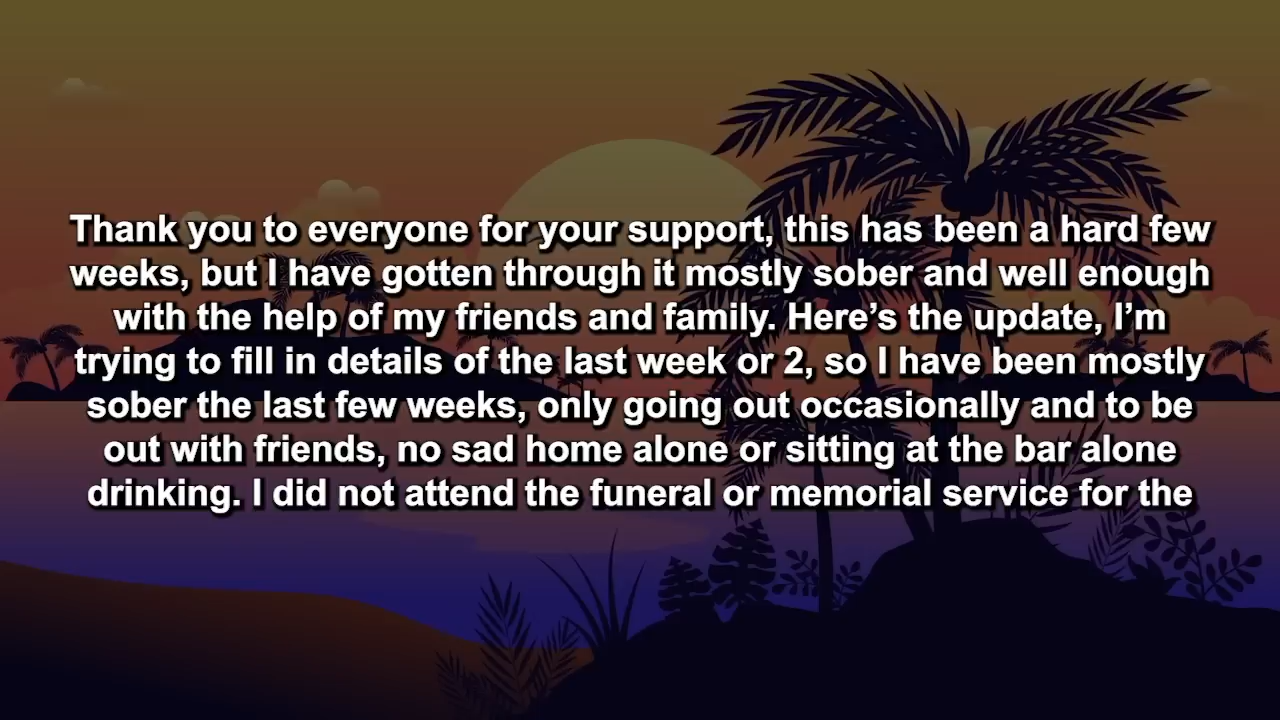 Thank you to everyone for your support, this has been a hard few
weeks, but I have gotten through it mostly sober and well enough
with the help of my friends and family. Here’s the update, I’m
trying to fill in details of the last week or 2, so I have been mostly
sober the last few weeks, only going out occasionally and to be
out with friends, no sad home alone or sitting at the bar alone
drinking. I did not attend the funeral or memorial service for the